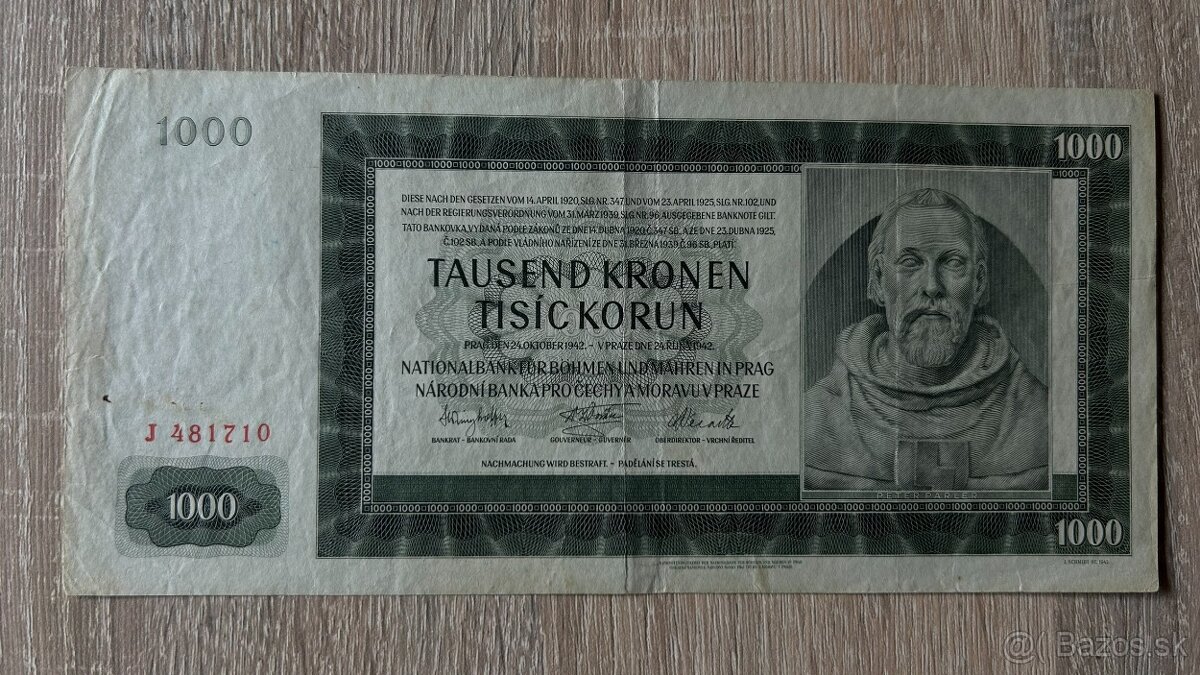 1000
1000
DIESE NACH DEN GESETZEN VOM 14. APRIL 1920, SLG. NR. 347, UND VOM 23. APRIL 1925, SLG. NR. 102, UND
NACH DER REGIERUNGSVERORDNUNG VOM 31. MÄRZ 1939, SLG. NR. 96, AUSGEGEBENE BANKNOTE GILT.
TATO BANKOVKA, VYDANÁ PODLE ZÁKONŮ ZE DNE 14. DUBNA 1920 Č. 347 SB. A ZE DNE 23. DUBNA 1925,
Č. 102 SB. A PODLE VLÁDNÍHO NAŘÍZENÍ ZE DNE 31. BŘEZNA 1939, Č. 96 SB., PLATÍ.
TAUSEND KRONEN
TISÍC KORUN
PRAG, DEN 24. OKTOBER 1942. – V PRAZE DNE 24. ŘÍJNA 1942.
NATIONALBANK FÜR BÖHMEN UND MÄHREN IN PRAG
NÁRODNÍ BANKA PRO ČECHY A MORAVU V PRAZE
BANKRAT – BANKOVNÍ RADA
GOUVERNEUR – GUVERNÉR
OBERDIREKTOR – VRCHNÍ ŘEDITEL
NACHMACHUNG WIRD BESTRAFT. – PADĚLÁNÍ SE TRESTÁ.
J 481710
1000
PETER PARLER
1000
J. SCHMIDT SC. 1942
@ Bazos.sk